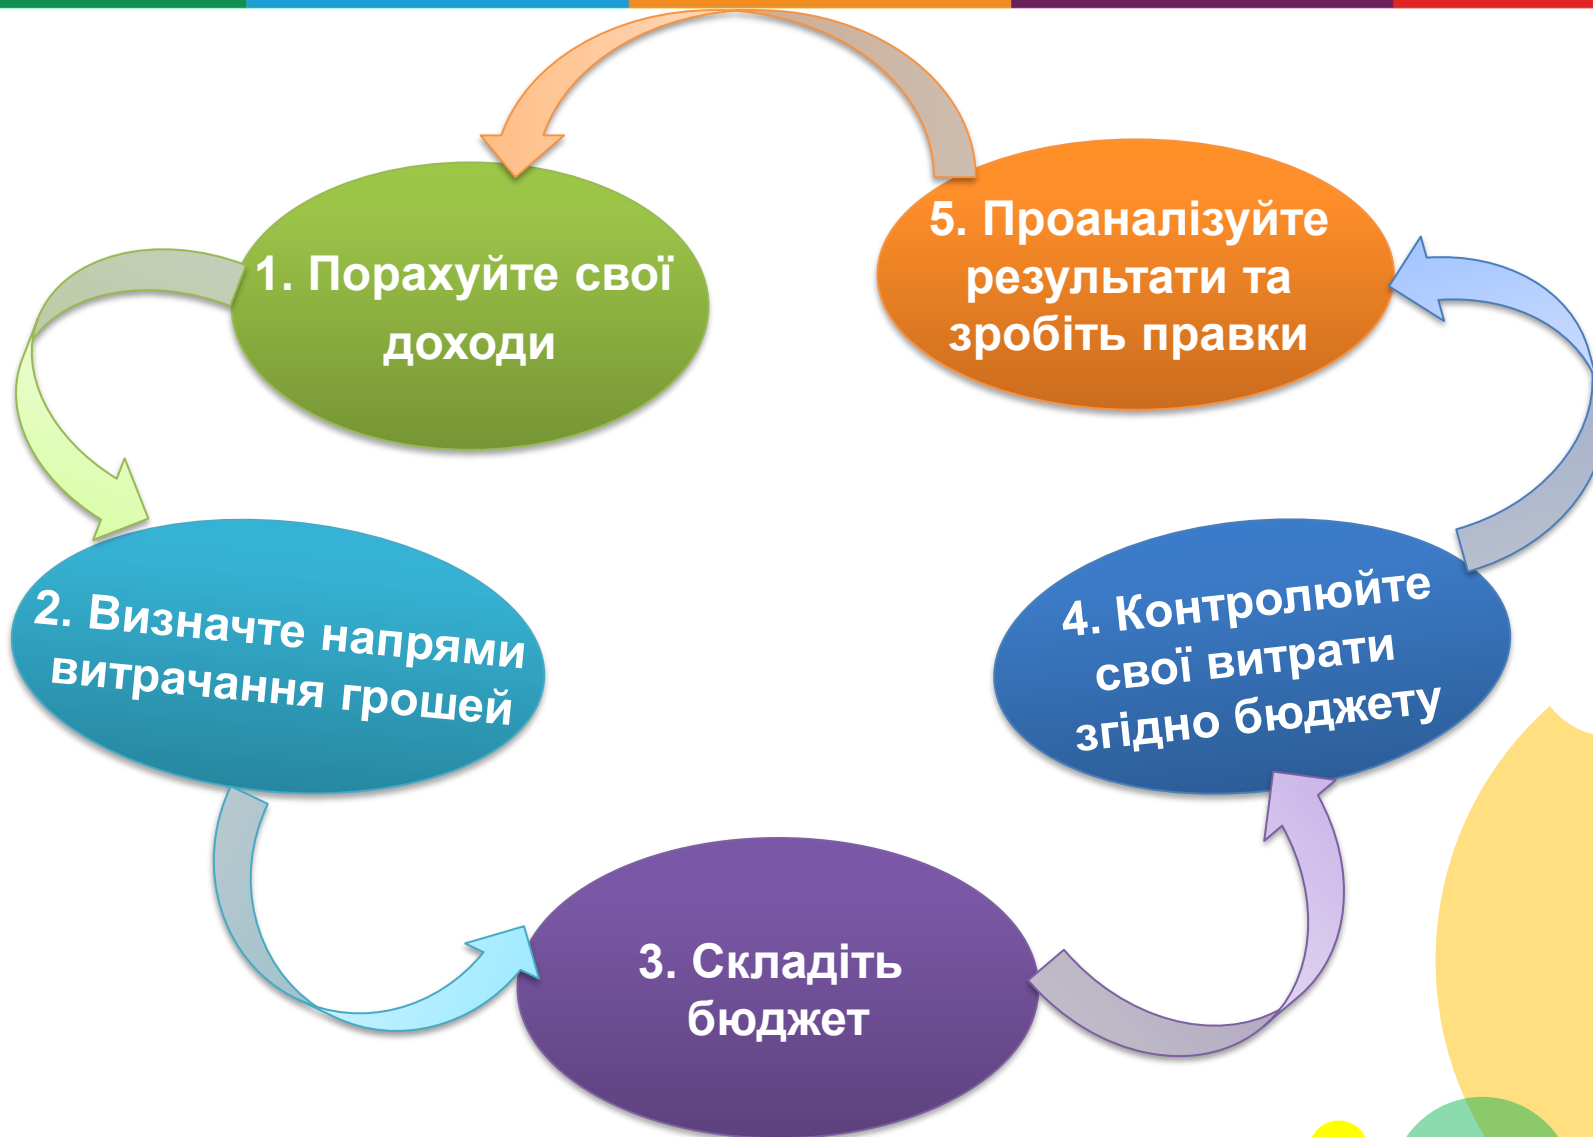 1. Порахуйте свої
доходи
2. Визначте напрями
витрачання грошей
3. Складіть
бюджет
4. Контролюйте
свої витрати
згідно бюджету
5. Проаналізуйте
результати та
зробіть правки